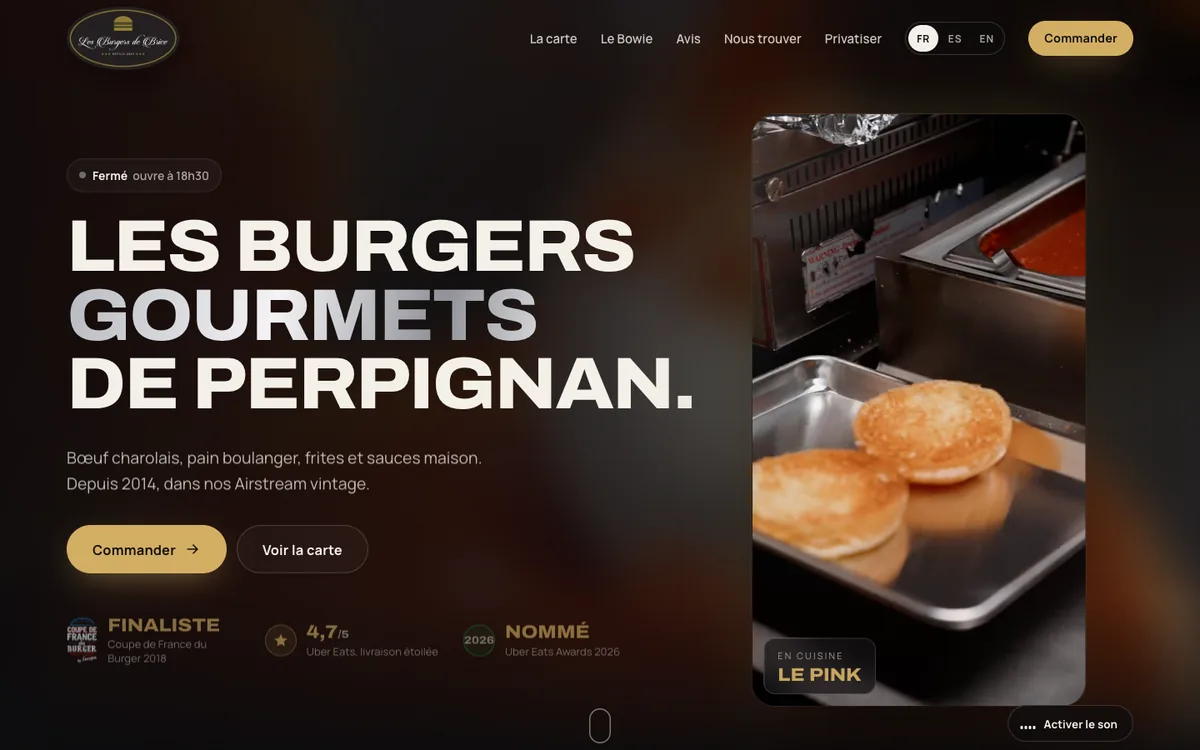 Les Burgers de Brice
La carte
Le Bowie
Avis
Nous trouver
Privatiser
FR
ES
EN
Commander
Fermé ouvre à 18h30
LES BURGERS
GOURMETS
DE PERPIGNAN.
Bœuf charolais, pain boulanger, frites et sauces maison.
Depuis 2014, dans nos Airstream vintage.
Commander →
Voir la carte
COUPE DE
FRANCE
BURGER
FINALISTE
Coupe de France du
Burger 2018
4,7/5
Uber Eats, livraison étoilée
2026
NOMMÉ
Uber Eats Awards 2026
WARNING
EN CUISINE
LE PINK
Activer le son